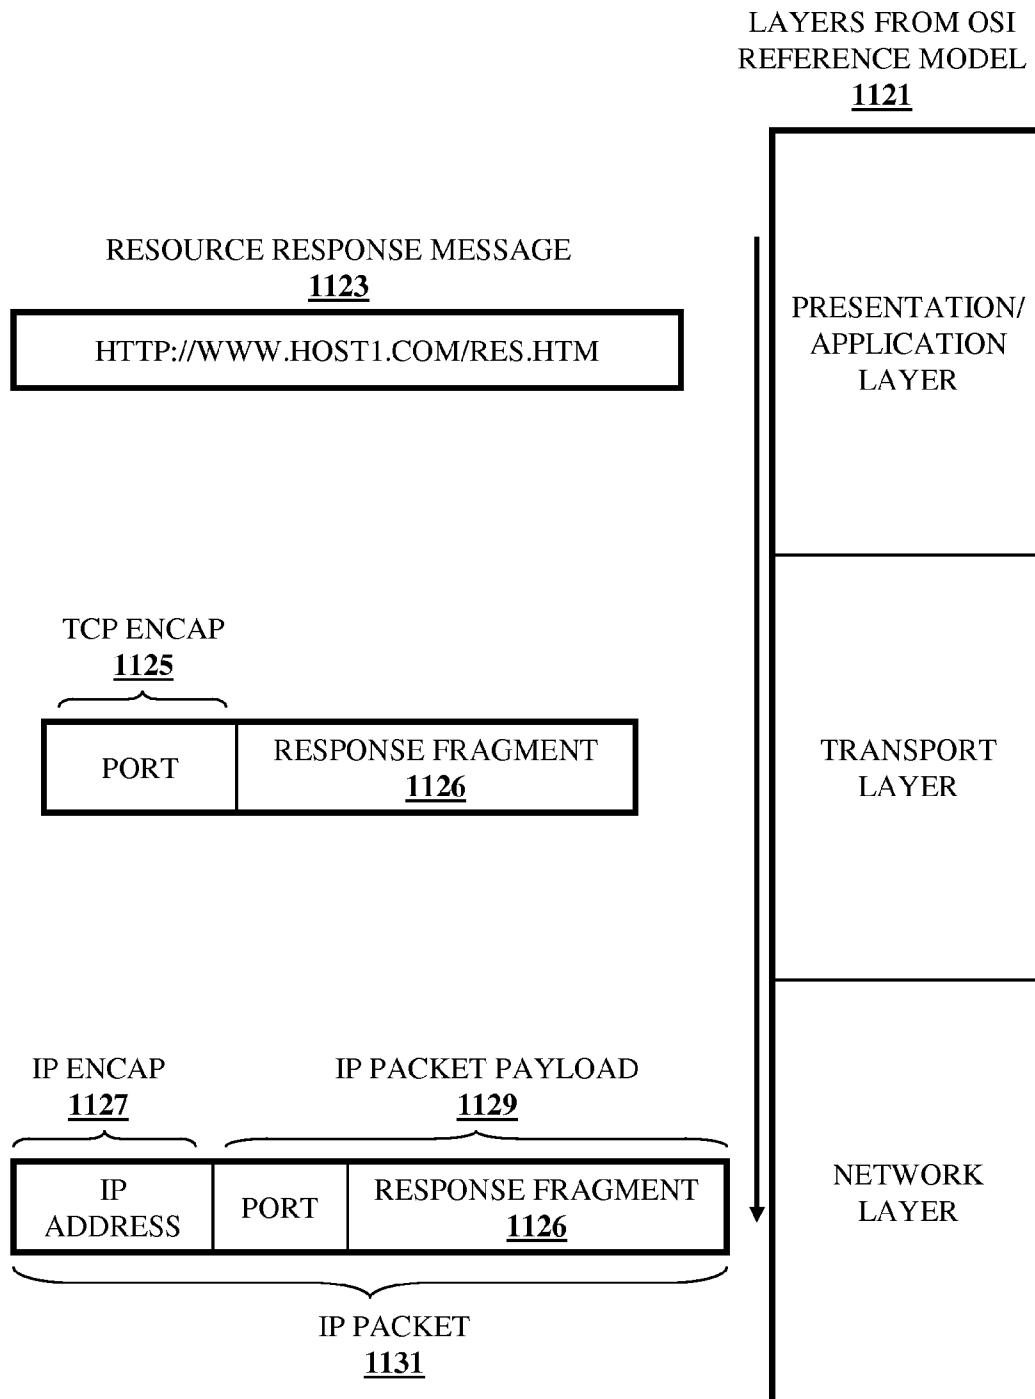 LAYERS FROM OSI
REFERENCE MODEL
1121
RESOURCE RESPONSE MESSAGE
1123
HTTP://WWW.HOST1.COM/RES.HTM
PRESENTATION/
APPLICATION
LAYER
TCP ENCAP
1125
PORT
RESPONSE FRAGMENT
1126
TRANSPORT
LAYER
IP ENCAP
1127
IP PACKET PAYLOAD
1129
IP
ADDRESS
PORT
RESPONSE FRAGMENT
1126
NETWORK
LAYER
IP PACKET
1131